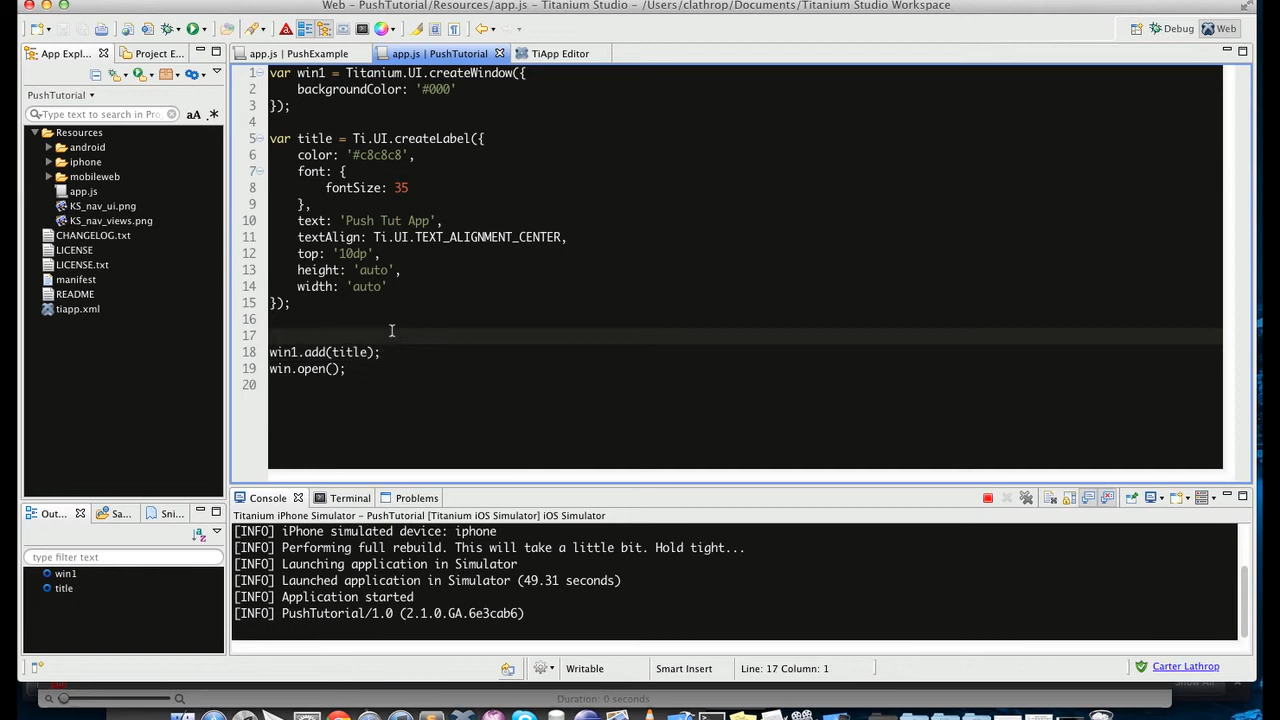 Web – PushTutorial/Resources/app.js – Titanium Studio – /Users/clathrop/Documents/Titanium Studio Workspace
Debug
Web
App Expl...
Project E...
app.js | PushExample
app.js | PushTutorial
TiApp Editor
PushTutorial
Type to search in Proj
aA .*
Resources
android
iphone
mobileweb
app.js
KS_nav_ui.png
KS_nav_views.png
CHANGELOG.txt
LICENSE
LICENSE.txt
manifest
README
tiapp.xml
1 var win1 = Titanium.UI.createWindow({
2 backgroundColor: '#000'
3 });
4
5 var title = Ti.UI.createLabel({
6 color: '#c8c8c8',
7 font: {
8 fontSize: 35
9 },
10 text: 'Push Tut App',
11 textAlign: Ti.UI.TEXT_ALIGNMENT_CENTER,
12 top: '10dp',
13 height: 'auto',
14 width: 'auto'
15 });
16
17
18 win1.add(title);
19 win.open();
20
Out...
Sa...
Sni...
type filter text
win1
title
Console
Terminal
Problems
Titanium iPhone Simulator - PushTutorial [Titanium iOS Simulator] iOS Simulator
[INFO] iPhone simulated device: iphone
[INFO] Performing full rebuild. This will take a little bit. Hold tight...
[INFO] Launching application in Simulator
[INFO] Launched application in Simulator (49.31 seconds)
[INFO] Application started
[INFO] PushTutorial/1.0 (2.1.0.GA.6e3cab6)
Writable
Smart Insert
Line: 17 Column: 1
Carter Lathrop
Show All
Duration: 0 seconds